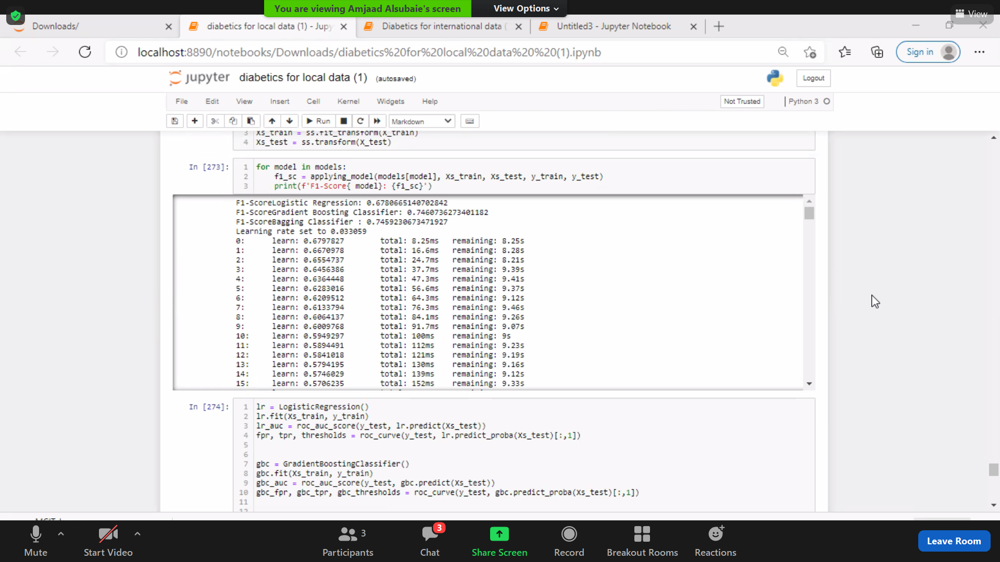 You are viewing Amjaad Alsubaie's screen
View Options
View
Downloads/
diabetics for local data (1) - Jupy
Diabetics for international data (
Untitled3 - Jupyter Notebook
localhost:8890/notebooks/Downloads/diabetics%20for%20local%20data%20%20(1).ipynb
Sign in
jupyter diabetics for local data (1) (autosaved)
Logout
File Edit View Insert Cell Kernel Widgets Help
Not Trusted
Python 3
Run
Markdown
3 Xs_train = ss.fit_transform(X_train)
4 Xs_test = ss.transform(X_test)
In [273]:
1 for model in models:
2 f1_sc = applying_model(models[model], Xs_train, Xs_test, y_train, y_test)
3 print(f'F1-Score{ model}: {f1_sc}')
F1-ScoreLogistic Regression: 0.6780665140702842
F1-ScoreGradient Boosting Classifier: 0.7460736273401182
F1-ScoreBagging Classifier : 0.7459230673471927
Learning rate set to 0.033059
0: learn: 0.6797827 total: 8.25ms remaining: 8.25s
1: learn: 0.6670978 total: 16.6ms remaining: 8.28s
2: learn: 0.6554737 total: 24.7ms remaining: 8.21s
3: learn: 0.6456386 total: 37.7ms remaining: 9.39s
4: learn: 0.6364448 total: 47.3ms remaining: 9.41s
5: learn: 0.6283016 total: 56.6ms remaining: 9.37s
6: learn: 0.6209512 total: 64.3ms remaining: 9.12s
7: learn: 0.6133794 total: 76.3ms remaining: 9.46s
8: learn: 0.6064137 total: 84.1ms remaining: 9.26s
9: learn: 0.6009768 total: 91.7ms remaining: 9.07s
10: learn: 0.5949297 total: 100ms remaining: 9s
11: learn: 0.5894491 total: 112ms remaining: 9.23s
12: learn: 0.5841018 total: 121ms remaining: 9.19s
13: learn: 0.5794195 total: 130ms remaining: 9.16s
14: learn: 0.5746029 total: 139ms remaining: 9.12s
15: learn: 0.5706235 total: 152ms remaining: 9.33s
In [274]:
1 lr = LogisticRegression()
2 lr.fit(Xs_train, y_train)
3 lr_auc = roc_auc_score(y_test, lr.predict(Xs_test))
4 fpr, tpr, thresholds = roc_curve(y_test, lr.predict_proba(Xs_test)[:,1])
5
6
7 gbc = GradientBoostingClassifier()
8 gbc.fit(Xs_train, y_train)
9 gbc_auc = roc_auc_score(y_test, gbc.predict(Xs_test))
10 gbc_fpr, gbc_tpr, gbc_thresholds = roc_curve(y_test, gbc.predict_proba(Xs_test)[:,1])
11
12
Mute
Start Video
3
Participants
3
Chat
Share Screen
Record
Breakout Rooms
Reactions
Leave Room